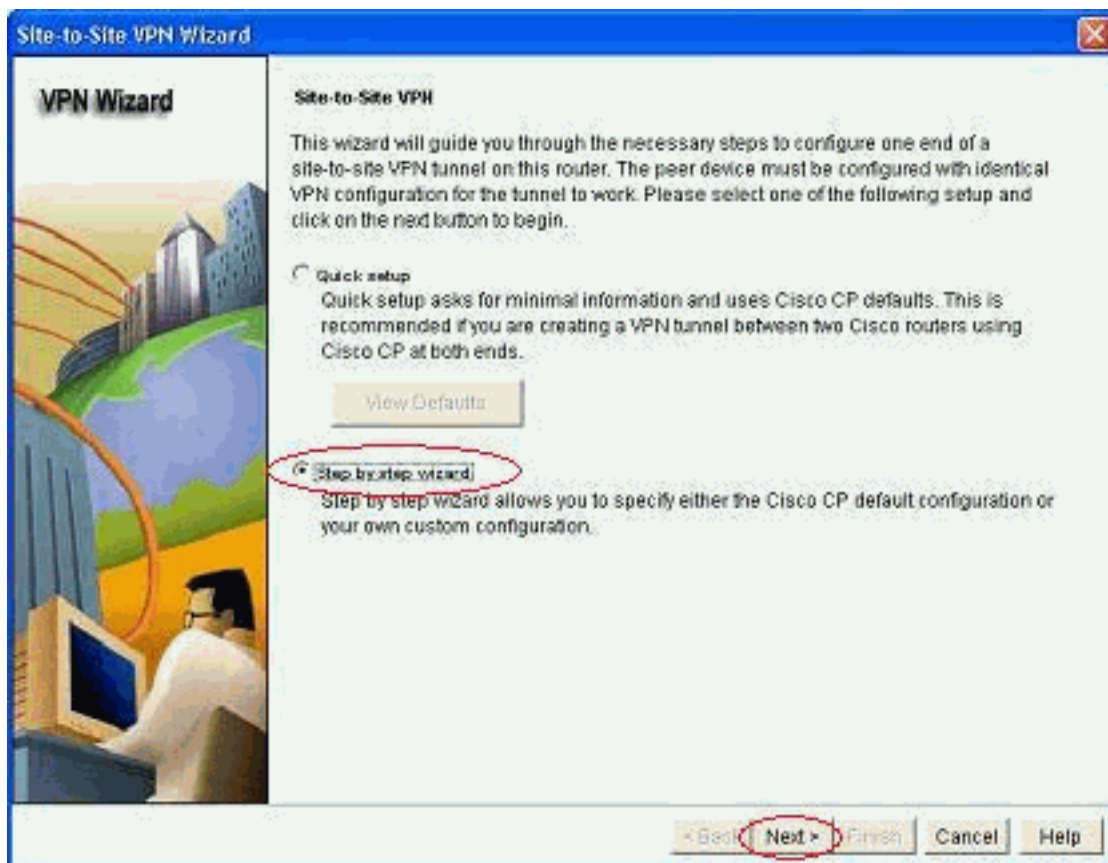 Site-to-Site VPN Wizard
VPN Wizard
Site-to-Site VPN
This wizard will guide you through the necessary steps to configure one end of a
site-to-site VPN tunnel on this router. The peer device must be configured with identical
VPN configuration for the tunnel to work. Please select one of the following setup and
click on the next button to begin.
Quick setup
Quick setup asks for minimal information and uses Cisco CP defaults. This is
recommended if you are creating a VPN tunnel between two Cisco routers using
Cisco CP at both ends.
View Defaults
Step by step wizard
Step by step wizard allows you to specify either the Cisco CP default configuration or
your own custom configuration.
< Back Next > Finish Cancel Help